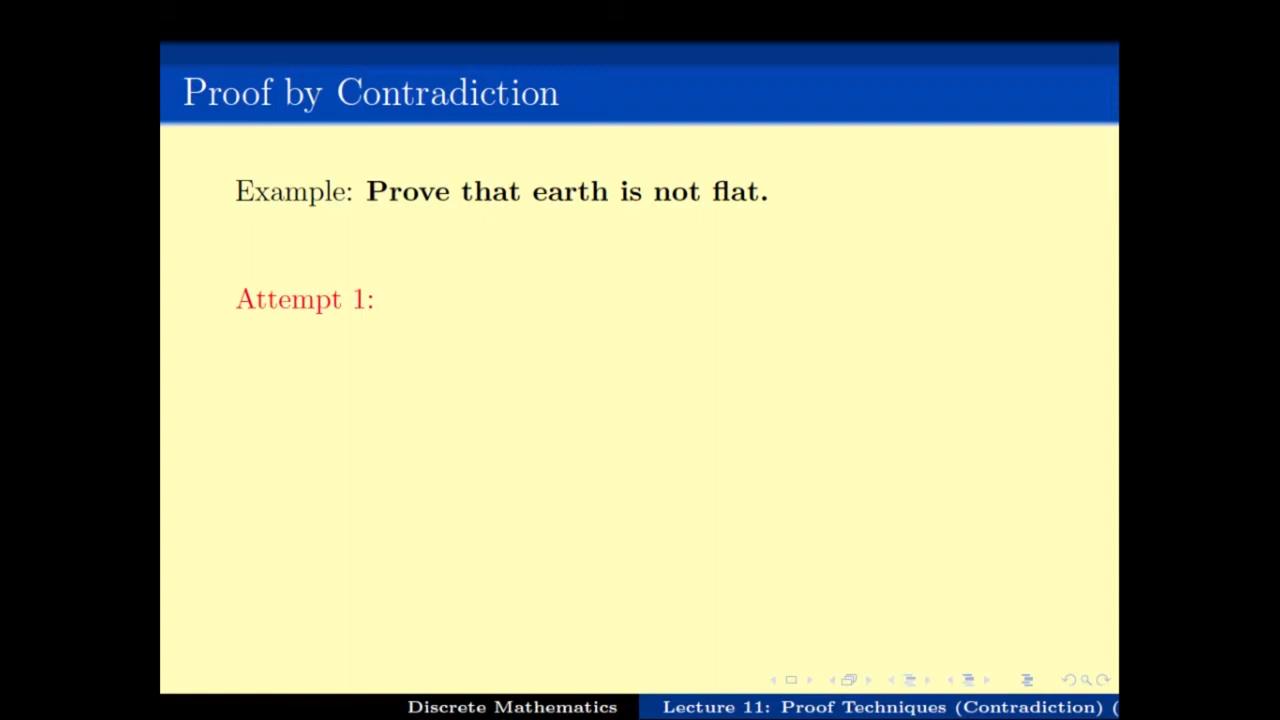 Proof by Contradiction
Example: Prove that earth is not flat.
Attempt 1:
Discrete Mathematics
Lecture 11: Proof Techniques (Contradiction) (